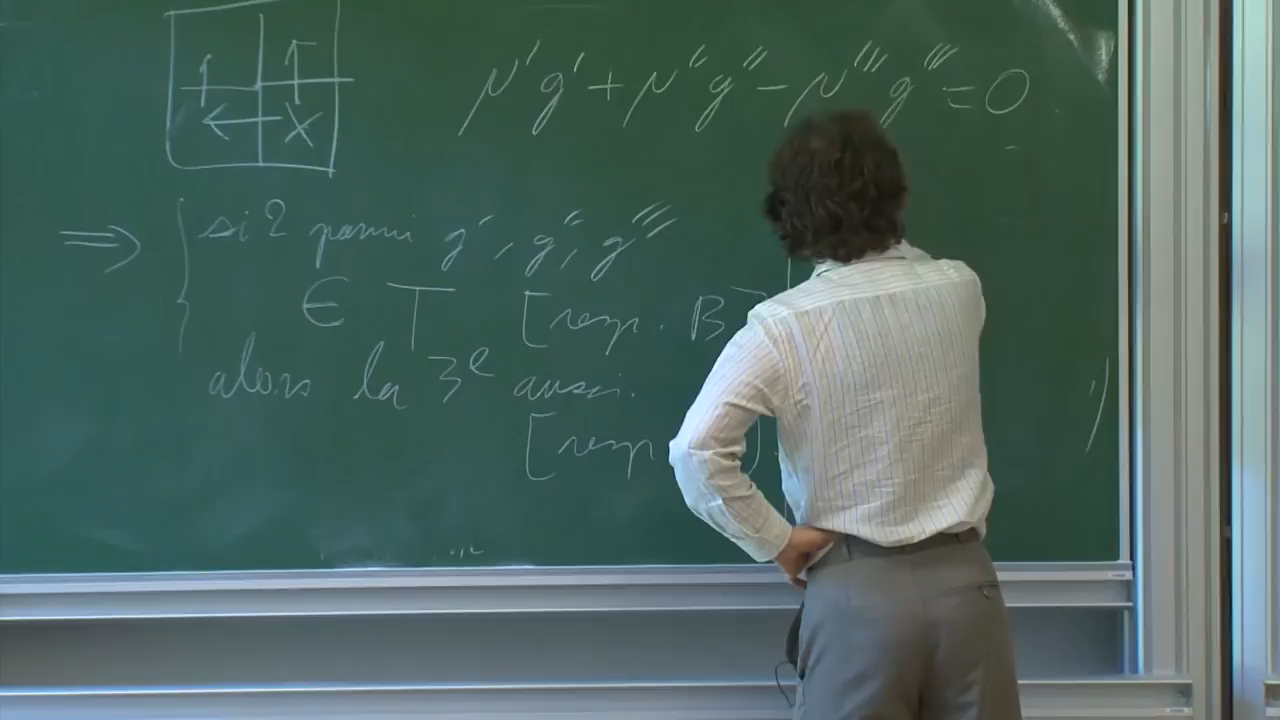 μ'g' + μ''g'' − μ'''g''' = 0
⇒ { si 2 parmi g', g'', g'''
∈ T [resp. B]
alors la 3e aussi.
[resp